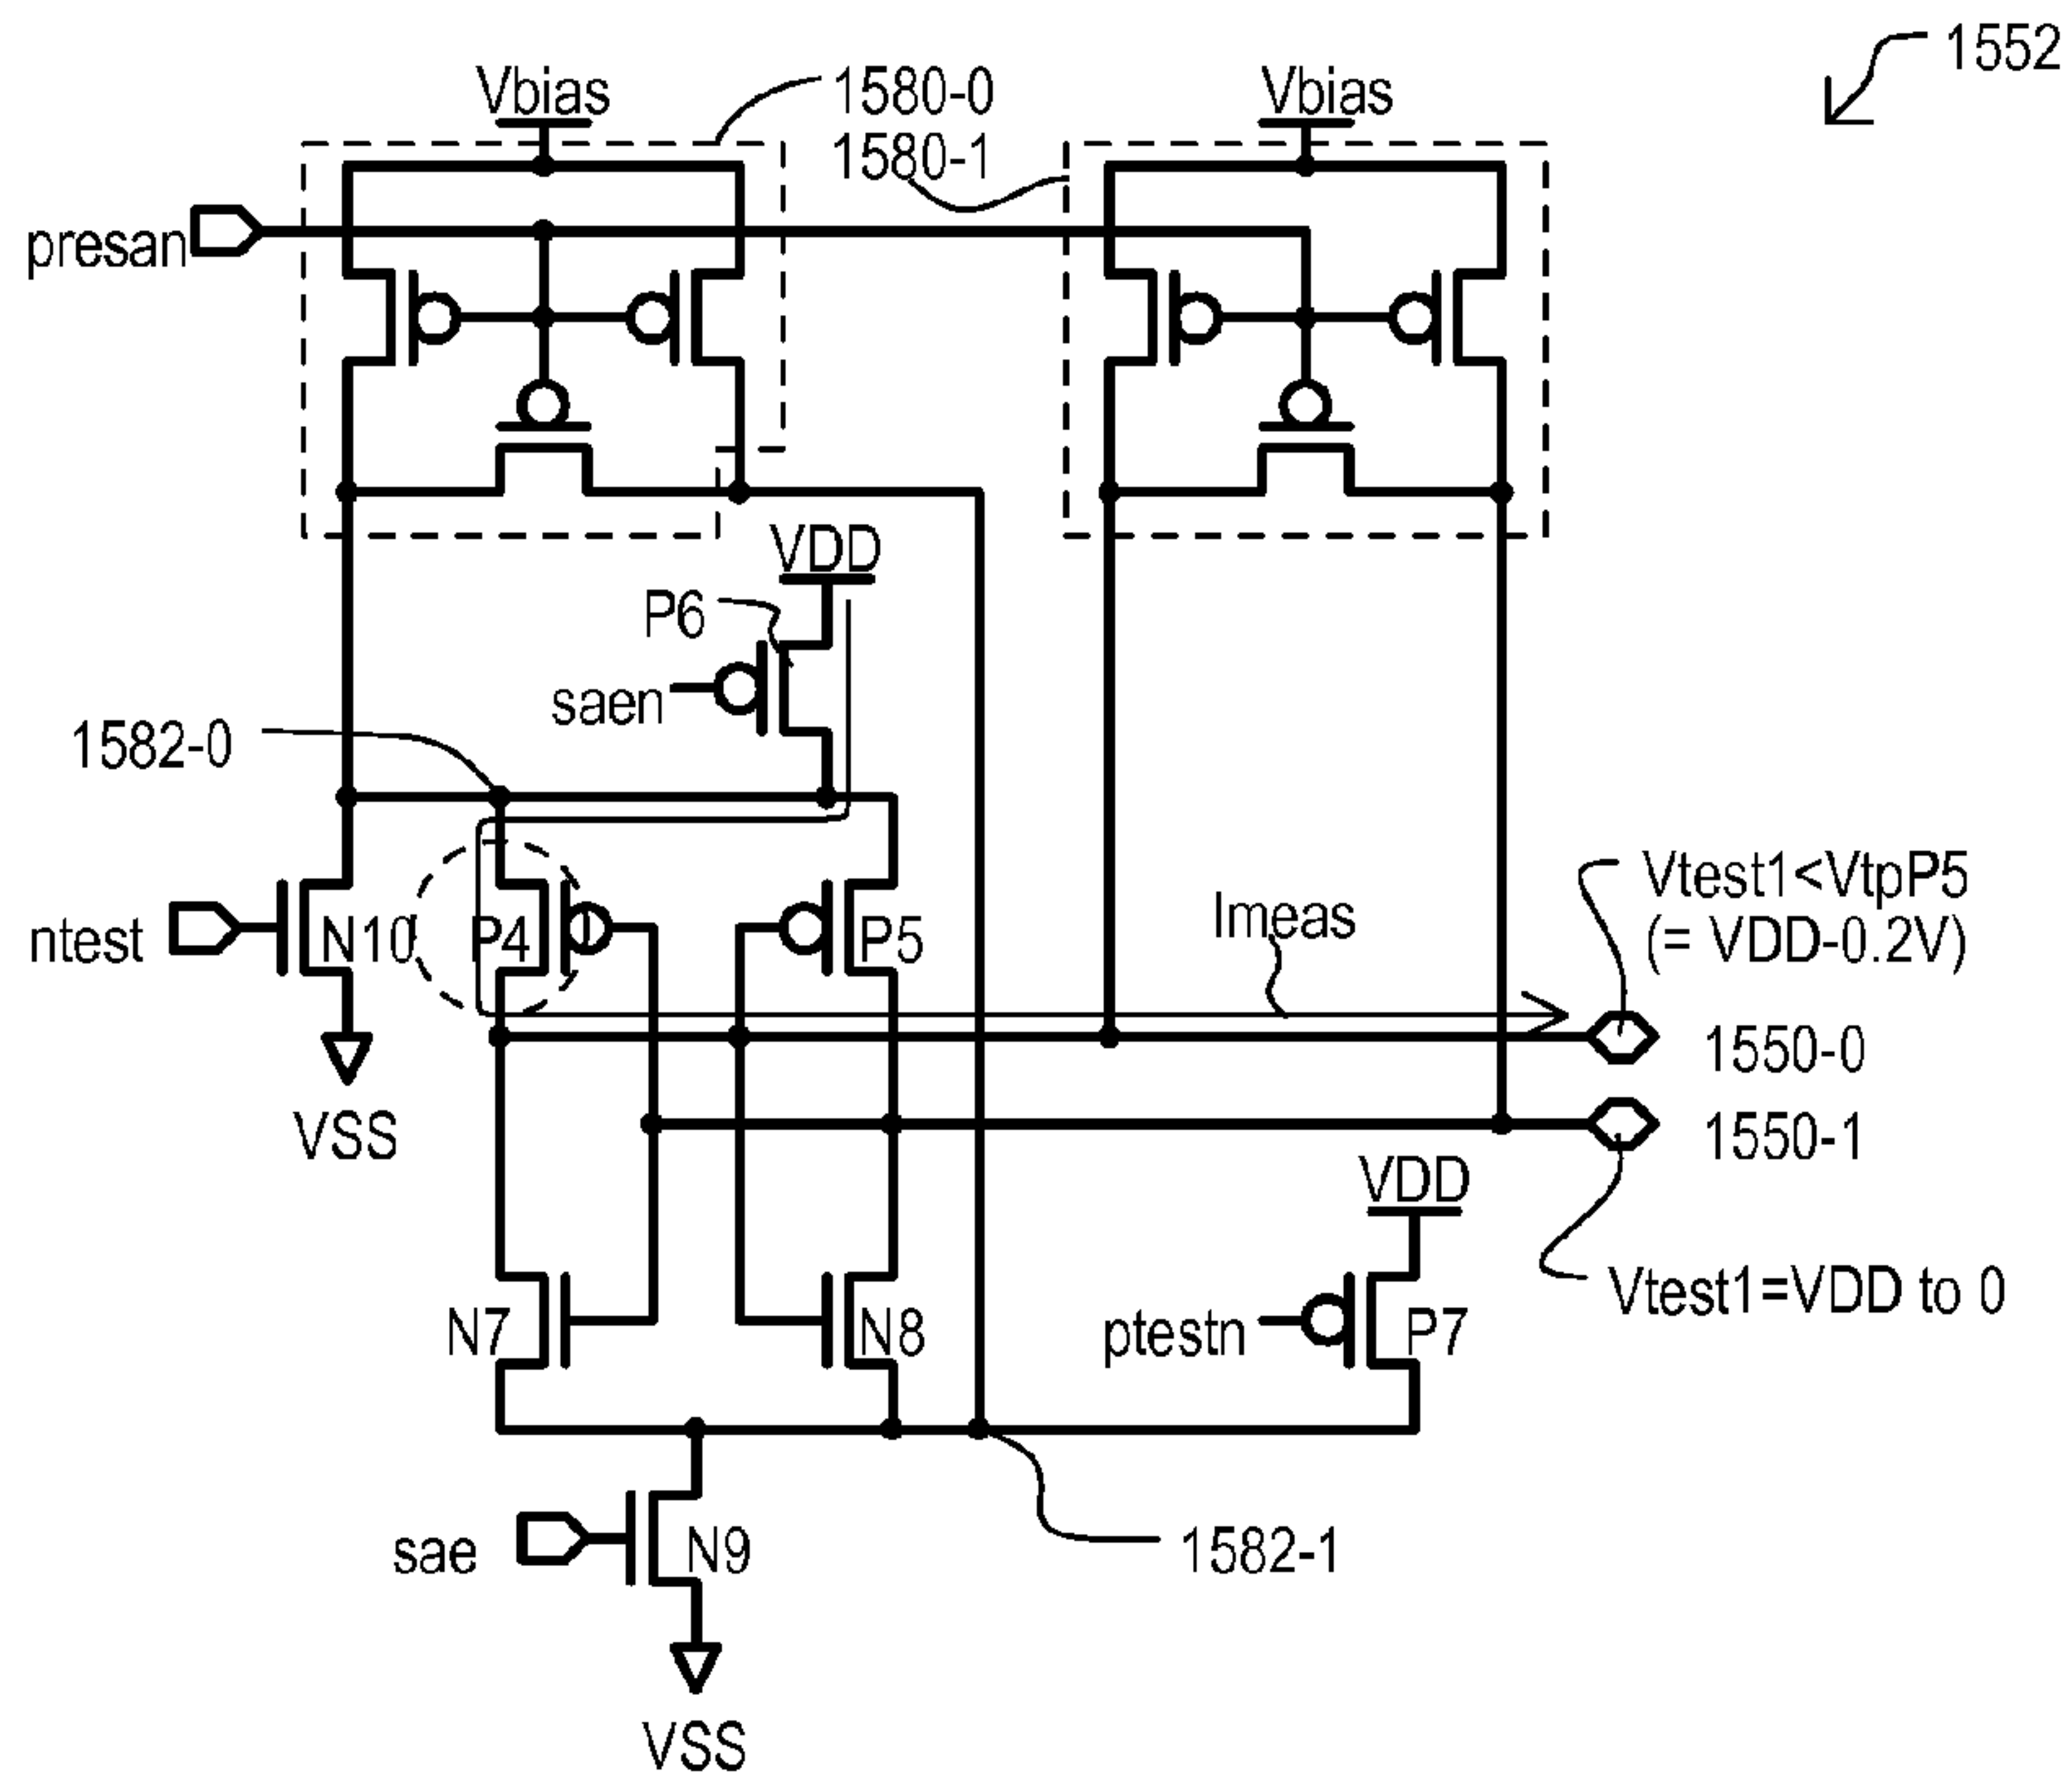 1552
Vbias
1580-0
Vbias
1580-1
presan
VDD
P6
saen
1582-0
Vtest1<VtpP5
(= VDD-0.2V)
Imeas
ntest
N10
P4
P5
1550-0
VSS
1550-1
VDD
Vtest1=VDD to 0
N7
N8
ptestn
P7
sae
N9
1582-1
VSS